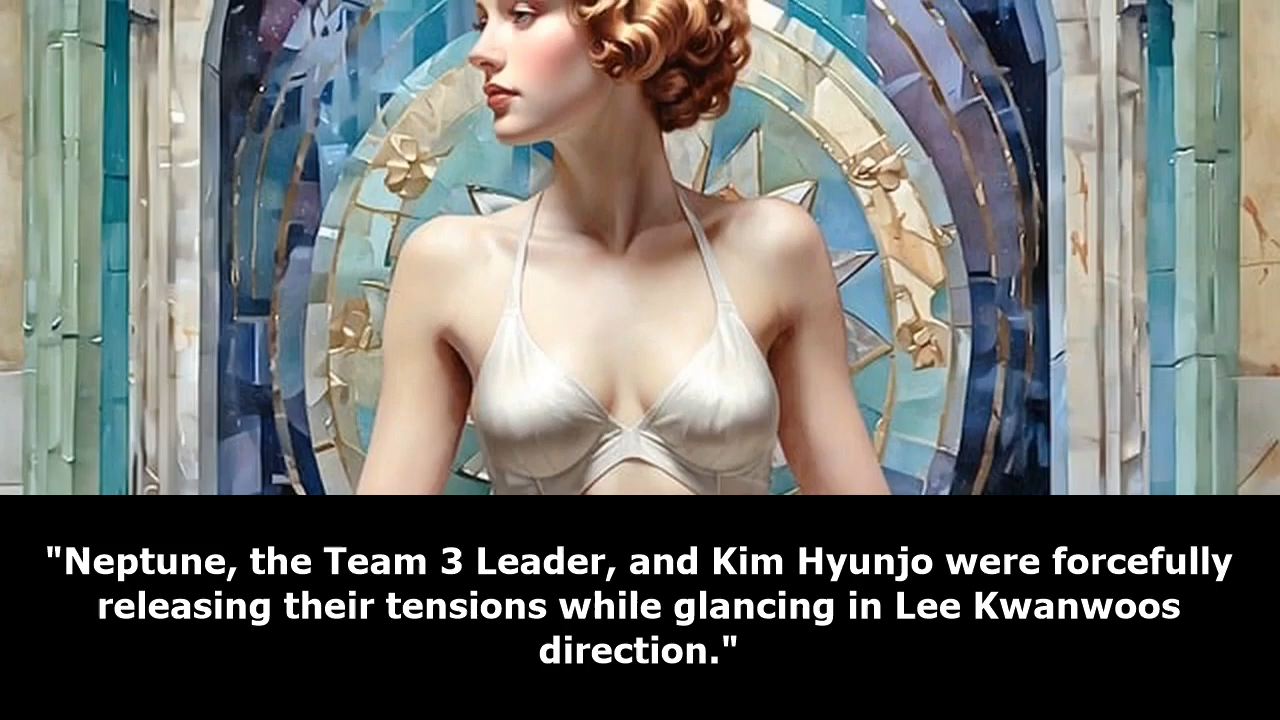 "Neptune, the Team 3 Leader, and Kim Hyunjo were forcefully
releasing their tensions while glancing in Lee Kwanwoos
direction."